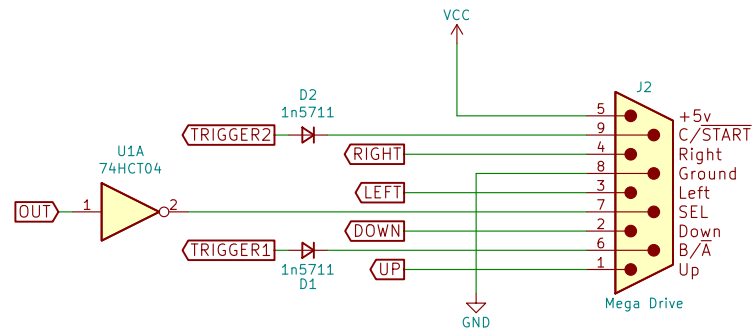 VCC
D2
1n5711
J2
5
+5v
TRIGGER2
9
C/START
U1A
74HCT04
RIGHT
4
Right
8
Ground
LEFT
3
Left
OUT
1
2
7
SEL
DOWN
2
Down
TRIGGER1
6
B/A
1n5711
D1
UP
1
Up
Mega Drive
GND